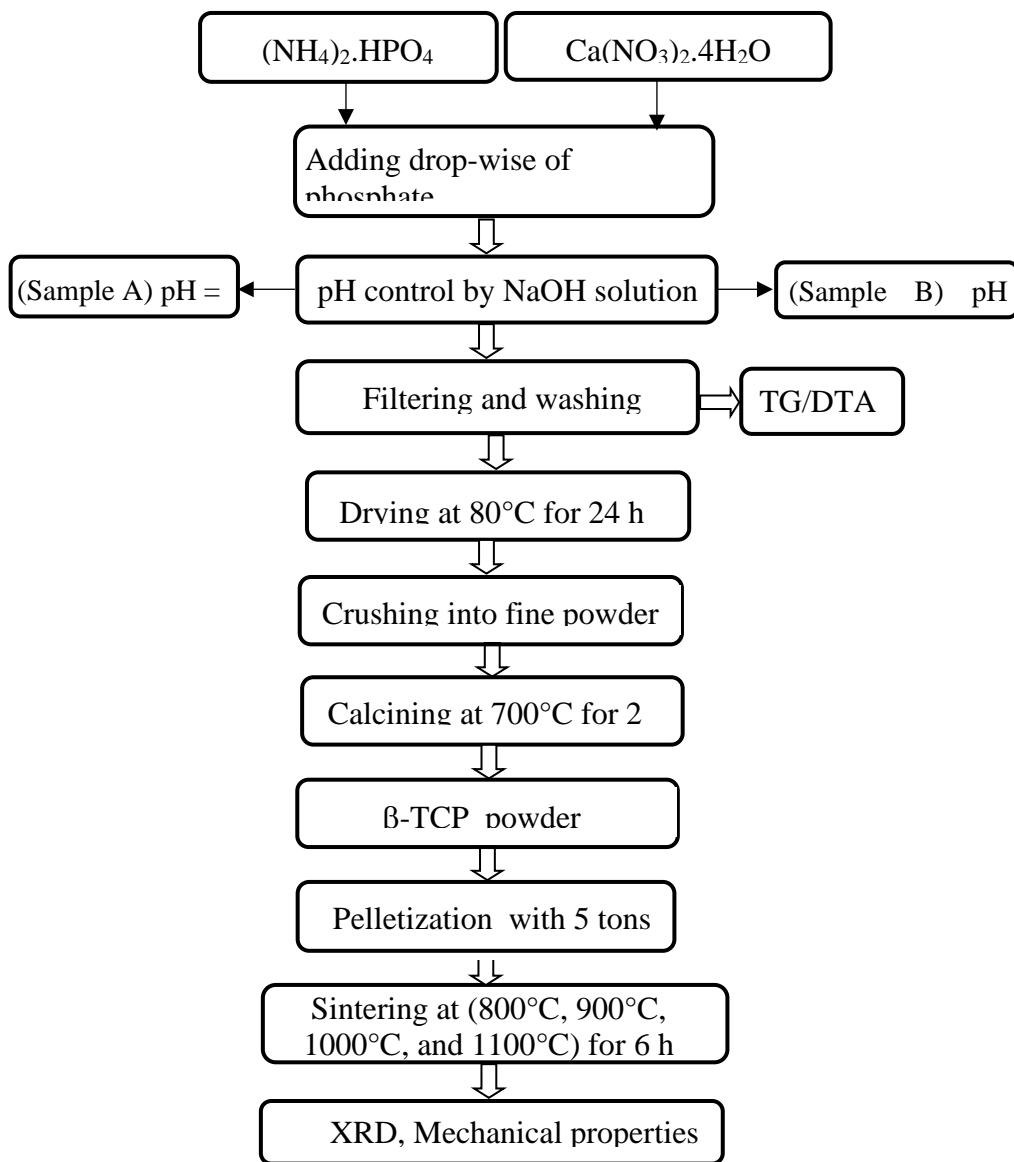 (NH₄)₂.HPO₄
Ca(NO₃)₂.4H₂O
Adding drop-wise of
phosphate
(Sample A) pH =
pH control by NaOH solution
(Sample B) pH
Filtering and washing
TG/DTA
Drying at 80°C for 24 h
Crushing into fine powder
Calcining at 700°C for 2
ß-TCP powder
Pelletization with 5 tons
Sintering at (800°C, 900°C,
1000°C, and 1100°C) for 6 h
XRD, Mechanical properties